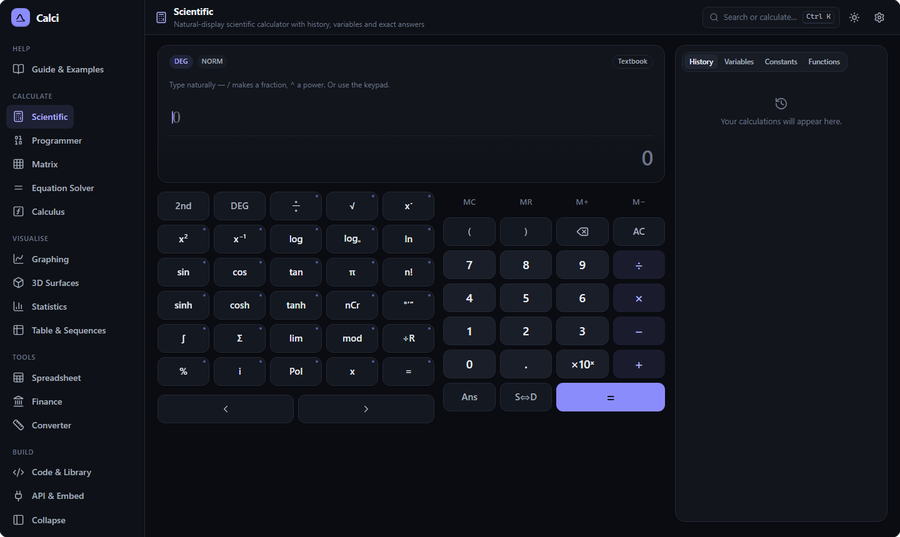 Calci
HELP
Guide & Examples
CALCULATE
Scientific
Programmer
Matrix
Equation Solver
Calculus
VISUALISE
Graphing
3D Surfaces
Statistics
Table & Sequences
TOOLS
Spreadsheet
Finance
Converter
BUILD
Code & Library
API & Embed
Collapse
Scientific
Natural-display scientific calculator with history, variables and exact answers
Search or calculate... Ctrl K
DEG NORM Textbook
Type naturally — / makes a fraction, ^ a power. Or use the keypad.
()
0
2nd DEG ÷ √ xˑ
x² x⁻¹ log logₐ ln
sin cos tan π n!
sinh cosh tanh nCr °′″
∫ Σ lim mod ÷R
% i Pol x =
< >
MC MR M+ M−
( ) AC
7 8 9 ÷
4 5 6 ×
1 2 3 −
0 . ×10ˣ +
Ans S⇔D =
History Variables Constants Functions
Your calculations will appear here.